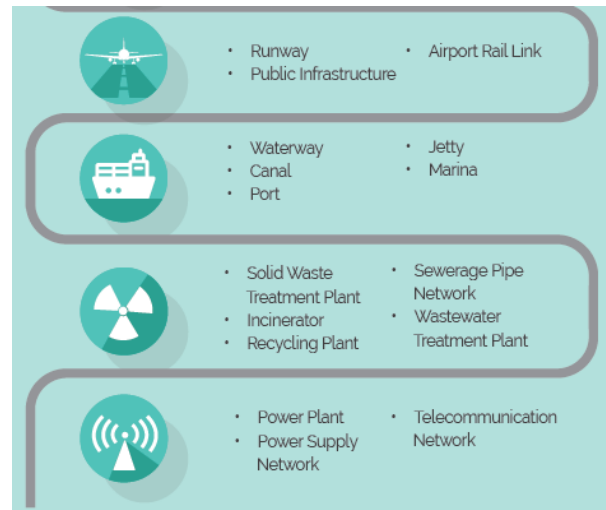 Runway
Public Infrastructure
Airport Rail Link
Waterway
Canal
Port
Jetty
Marina
Solid Waste
Treatment Plant
Incinerator
Recycling Plant
Sewerage Pipe
Network
Wastewater
Treatment Plant
Power Plant
Power Supply
Network
Telecommunication
Network